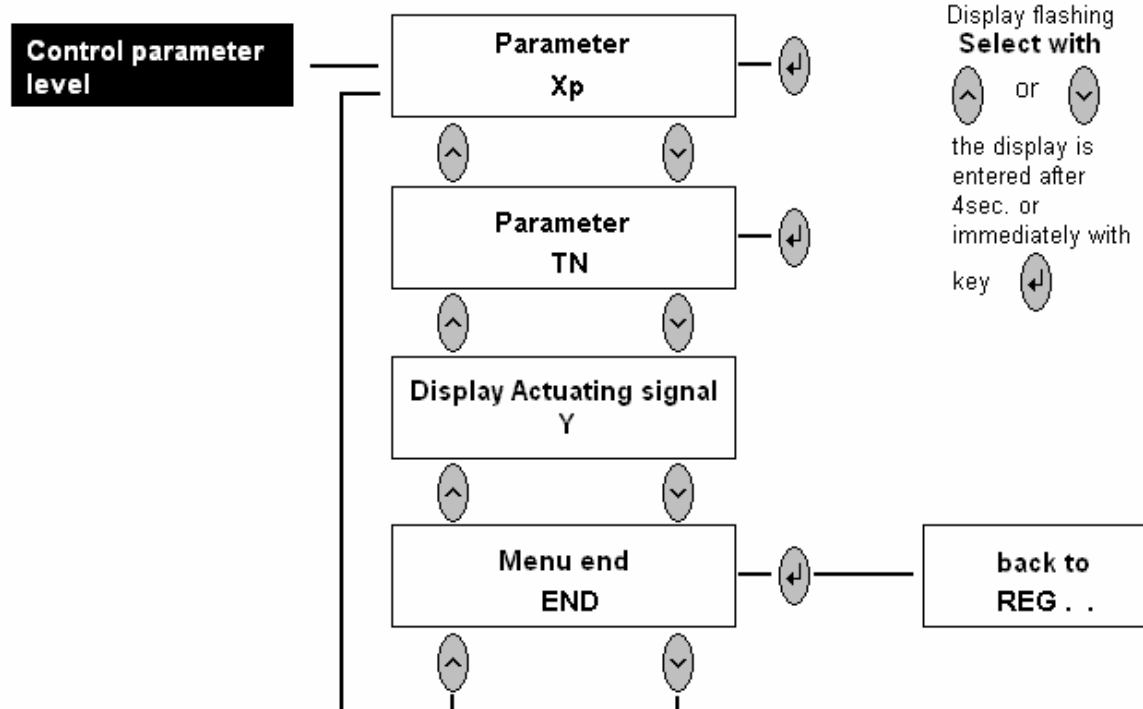 Control parameter
level
Parameter
Xp
Parameter
TN
Display Actuating signal
Y
Menu end
END
back to
REG . .
Display flashing
Select with
or
the display is
entered after
4sec. or
immediately with
key